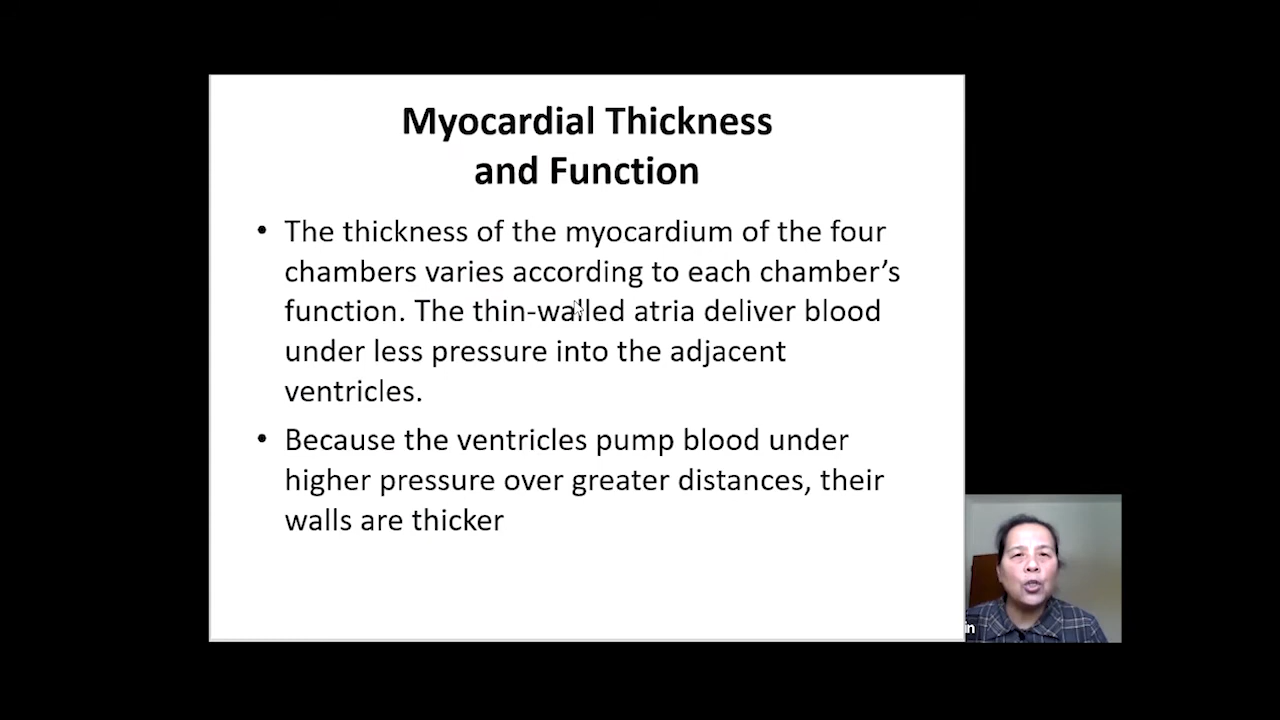 Myocardial Thickness
and Function
• The thickness of the myocardium of the four
chambers varies according to each chamber’s
function. The thin-walled atria deliver blood
under less pressure into the adjacent
ventricles.
• Because the ventricles pump blood under
higher pressure over greater distances, their
walls are thicker
in